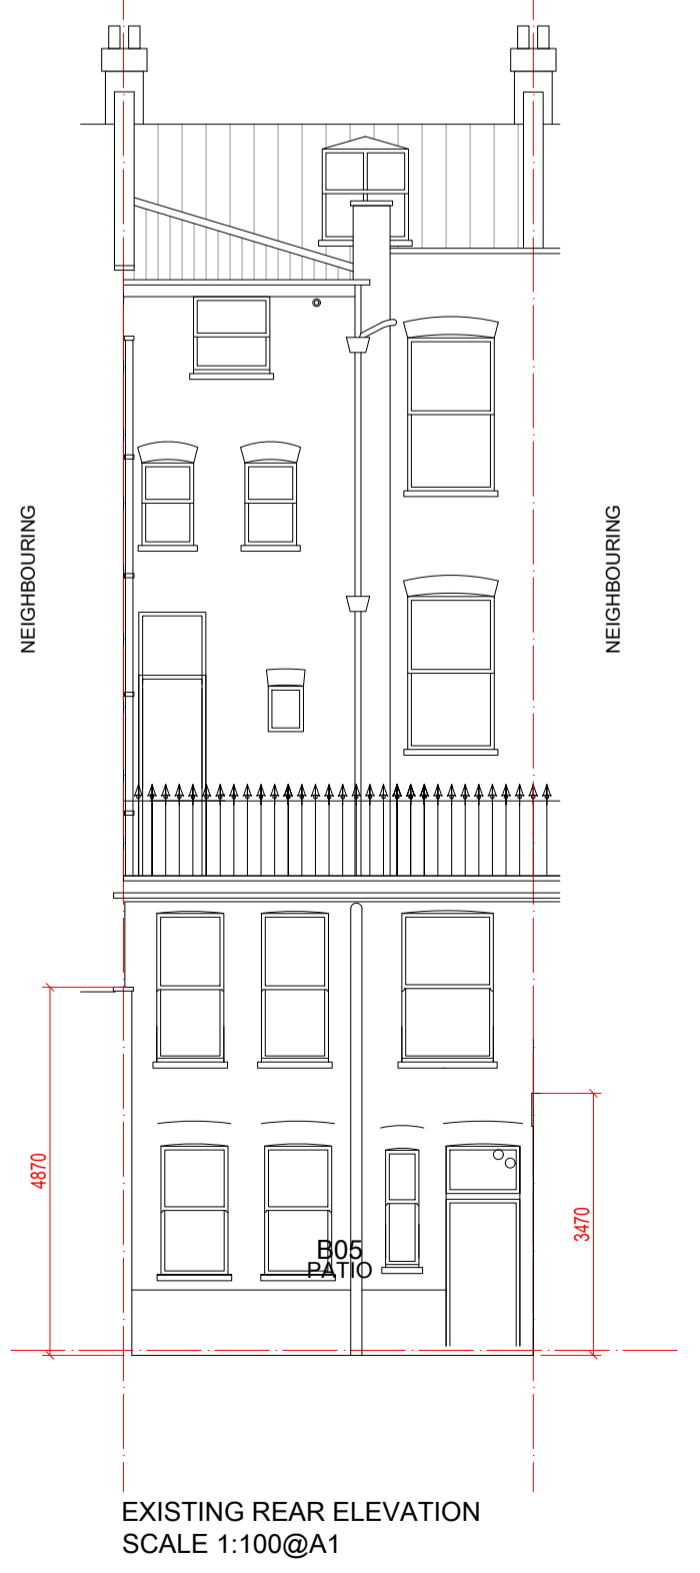 NEIGHBOURING
NEIGHBOURING
4870
3470
B05
PATIO
EXISTING REAR ELEVATION
SCALE 1:100@A1